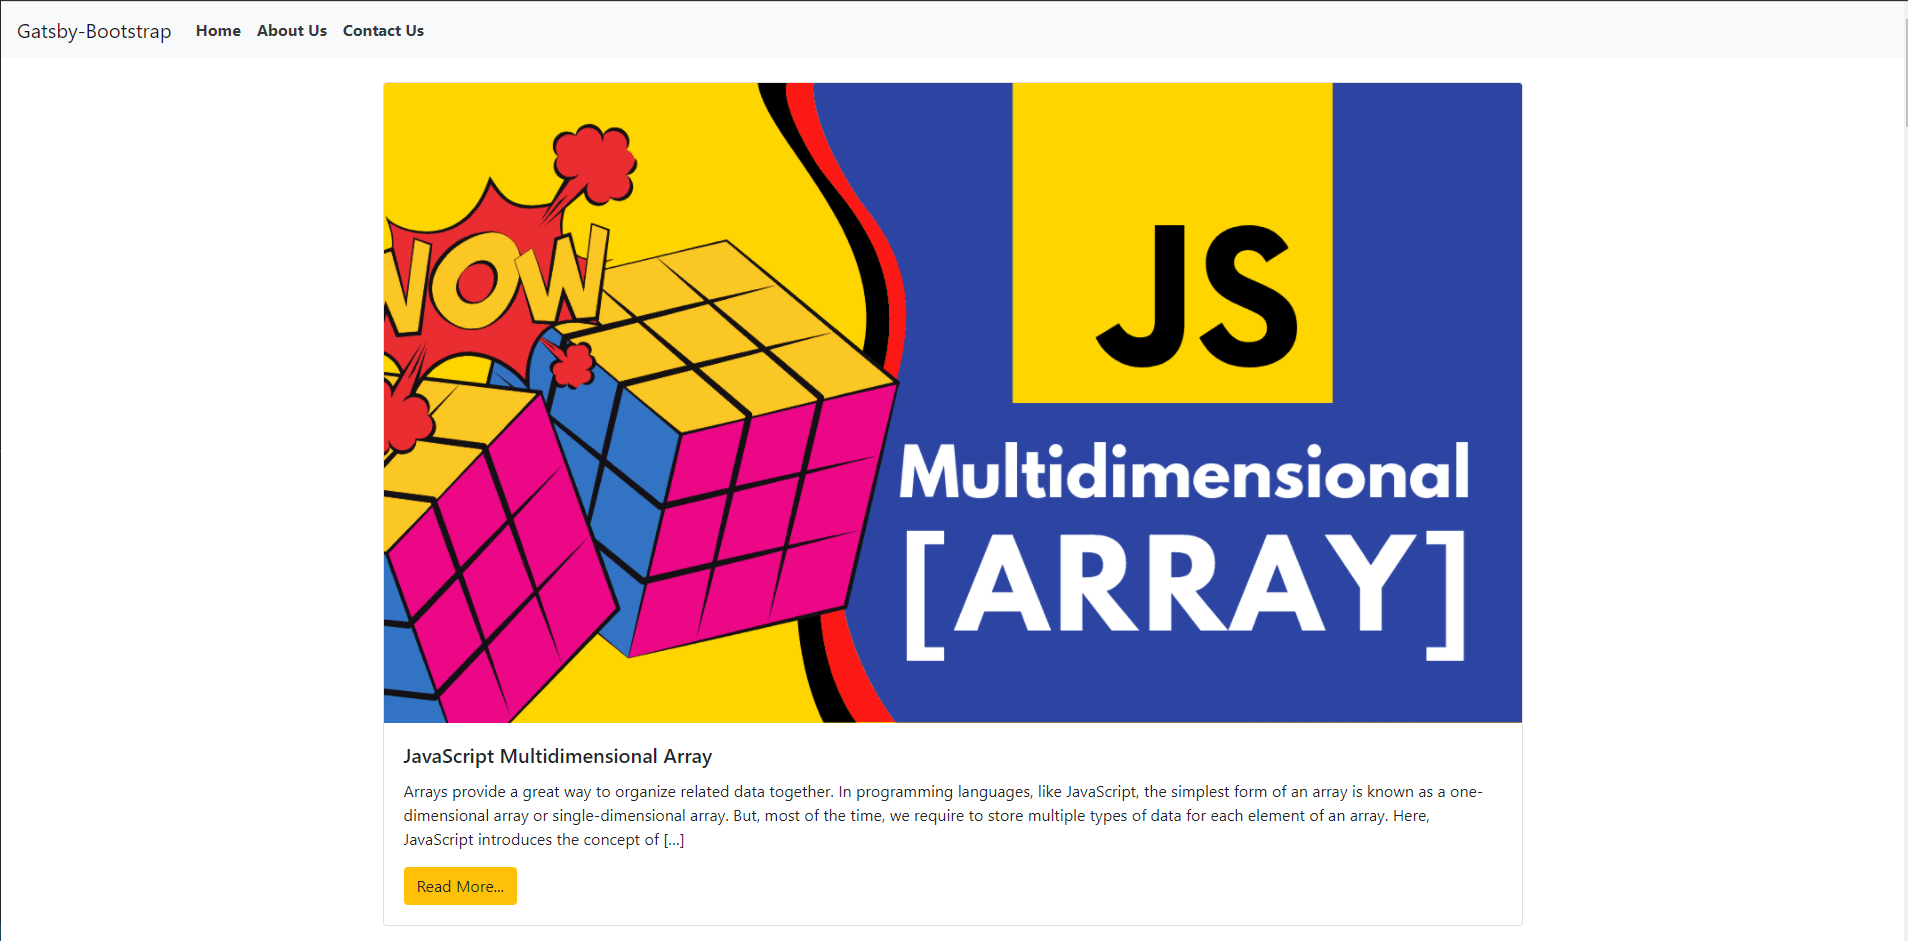 Gatsby-Bootstrap Home About Us Contact Us
WOW
JS
Multidimensional
[ARRAY]
JavaScript Multidimensional Array
Arrays provide a great way to organize related data together. In programming languages, like JavaScript, the simplest form of an array is known as a one-
dimensional array or single-dimensional array. But, most of the time, we require to store multiple types of data for each element of an array. Here,
JavaScript introduces the concept of [...]
Read More...